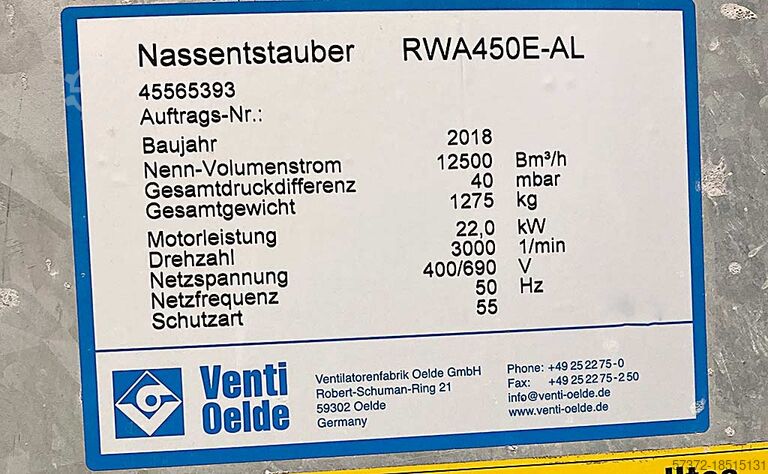 Nassentstauber RWA450E-AL
45565393
Auftrags-Nr.:
Baujahr 2018
Nenn-Volumenstrom 12500 Bm³/h
Gesamtdruckdifferenz 40 mbar
Gesamtgewicht 1275 kg
Motorleistung 22,0 kW
Drehzahl 3000 1/min
Netzspannung 400/690 V
Netzfrequenz 50 Hz
Schutzart 55
Venti
Oelde
Ventilatorenfabrik Oelde GmbH
Robert-Schuman-Ring 21
59302 Oelde
Germany
Phone: +49 25 22 75-0
Fax: +49 25 22 75-2 50
info@venti-oelde.de
www.venti-oelde.de
57372-18515131